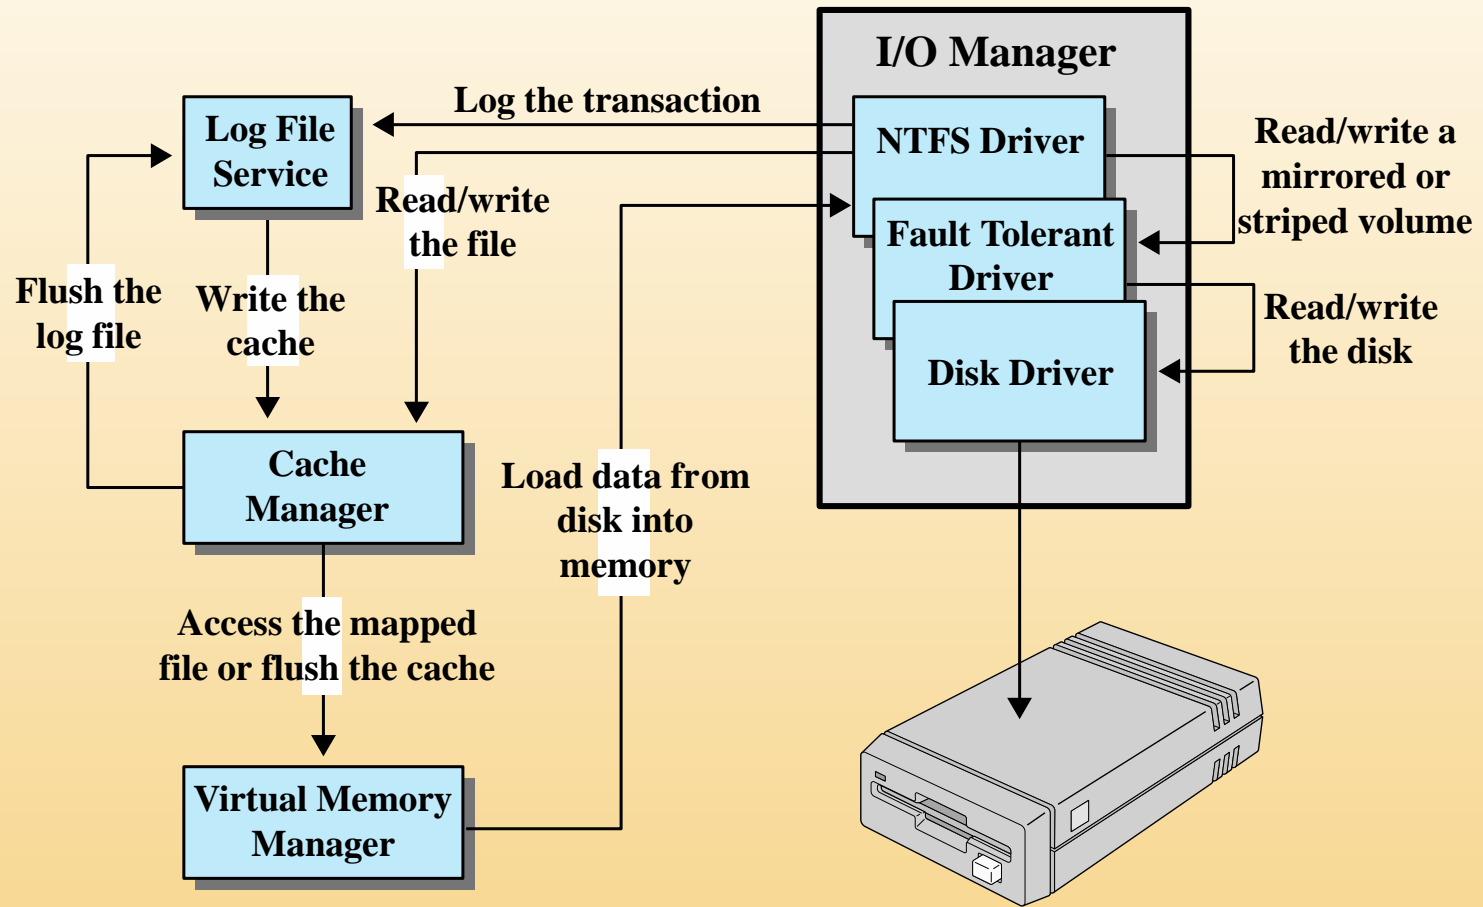 I/O Manager
Log the transaction
Log File
Service
NTFS Driver
Read/write a
mirrored or
striped volume
Read/write
the file
Fault Tolerant
Driver
Flush the
log file
Write the
cache
Read/write
the disk
Disk Driver
Cache
Manager
Load data from
disk into
memory
Access the mapped
file or flush the cache
Virtual Memory
Manager